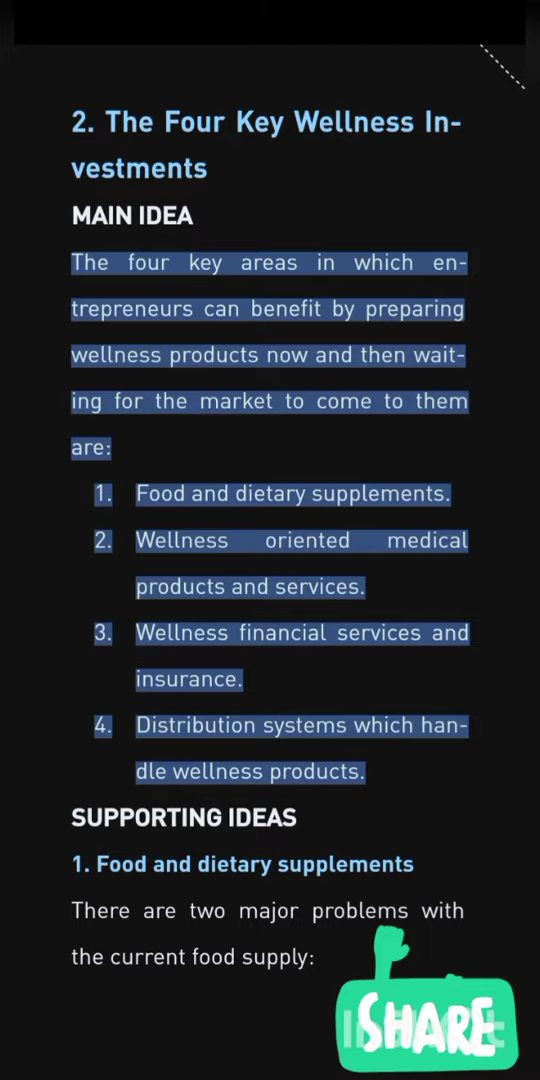 2. The Four Key Wellness In-
vestments
MAIN IDEA
The four key areas in which en-
trepreneurs can benefit by preparing
wellness products now and then wait-
ing for the market to come to them
are:
1. Food and dietary supplements.
2. Wellness oriented medical
products and services.
3. Wellness financial services and
insurance.
4. Distribution systems which han-
dle wellness products.
SUPPORTING IDEAS
1. Food and dietary supplements
There are two major problems with
the current food supply:
SHARE